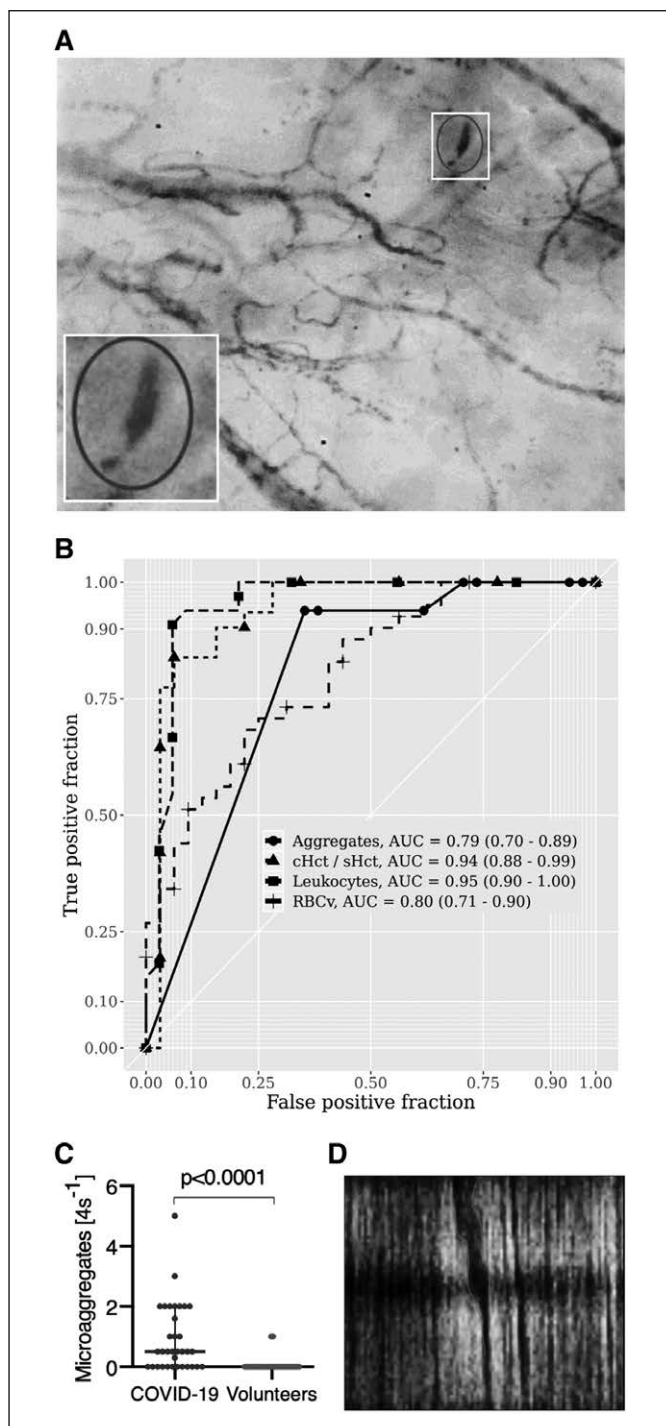 A
B
1.00
0.90
0.75
0.50
0.25
0.10
0.00
True positive fraction
Aggregates, AUC = 0.79 (0.70 - 0.89)
cHct / sHct, AUC = 0.94 (0.88 - 0.99)
Leukocytes, AUC = 0.95 (0.90 - 1.00)
RBCv, AUC = 0.80 (0.71 - 0.90)
0.00 0.10 0.25 0.50 0.75 0.90 1.00
False positive fraction
C
p<0.0001
Microaggregates [4s⁻¹]
6
4
2
0
COVID-19 Volunteers
D